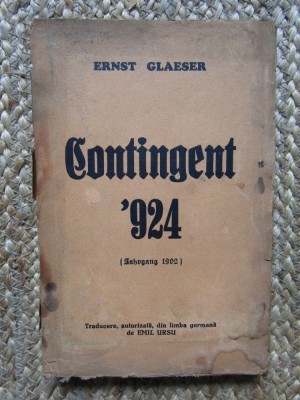 ERNST GLAESER
Contingent
'924
(Jahrgang 1902)
Traducere, autorizată, din limba germană
de EMIL URSU